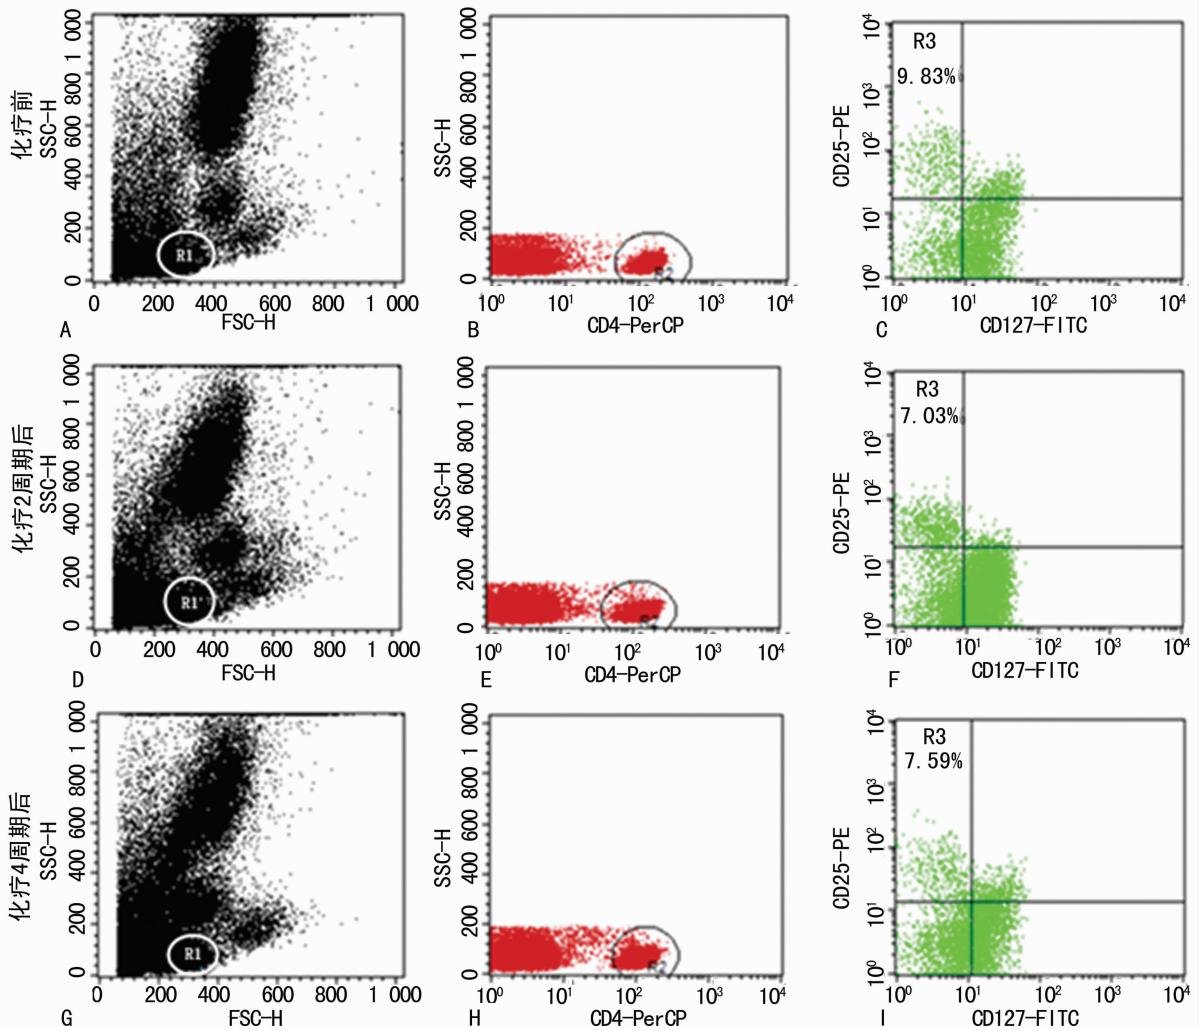 化疗前
SSC-H
1 000
800
600
400
200
0
R1
0 200 400 600 800 1 000
FSC-H
A
SSC-H
1 000
800
600
400
200
0
R2
10⁰ 10¹ 10² 10³ 10⁴
CD4-PerCP
B
CD25-PE
10⁴
10³
10²
10¹
10⁰
R3
9.83%
10⁰ 10¹ 10² 10³ 10⁴
CD127-FITC
C
化疗2周期后
SSC-H
1 000
800
600
400
200
0
R1
0 200 400 600 800 1 000
FSC-H
D
SSC-H
1 000
800
600
400
200
0
10⁰ 10¹ 10² 10³ 10⁴
CD4-PerCP
E
CD25-PE
10⁴
10³
10²
10¹
10⁰
R3
7.03%
10⁰ 10¹ 10² 10³ 10⁴
CD127-FITC
F
化疗4周期后
SSC-H
1 000
800
600
400
200
0
R1
0 200 400 600 800 1 000
FSC-H
G
SSC-H
1 000
800
600
400
200
0
R2
10⁰ 10¹ 10² 10³ 10⁴
CD4-PerCP
H
CD25-PE
10⁴
10³
10²
10¹
10⁰
R3
7.59%
10⁰ 10¹ 10² 10³ 10⁴
CD127-FITC
I